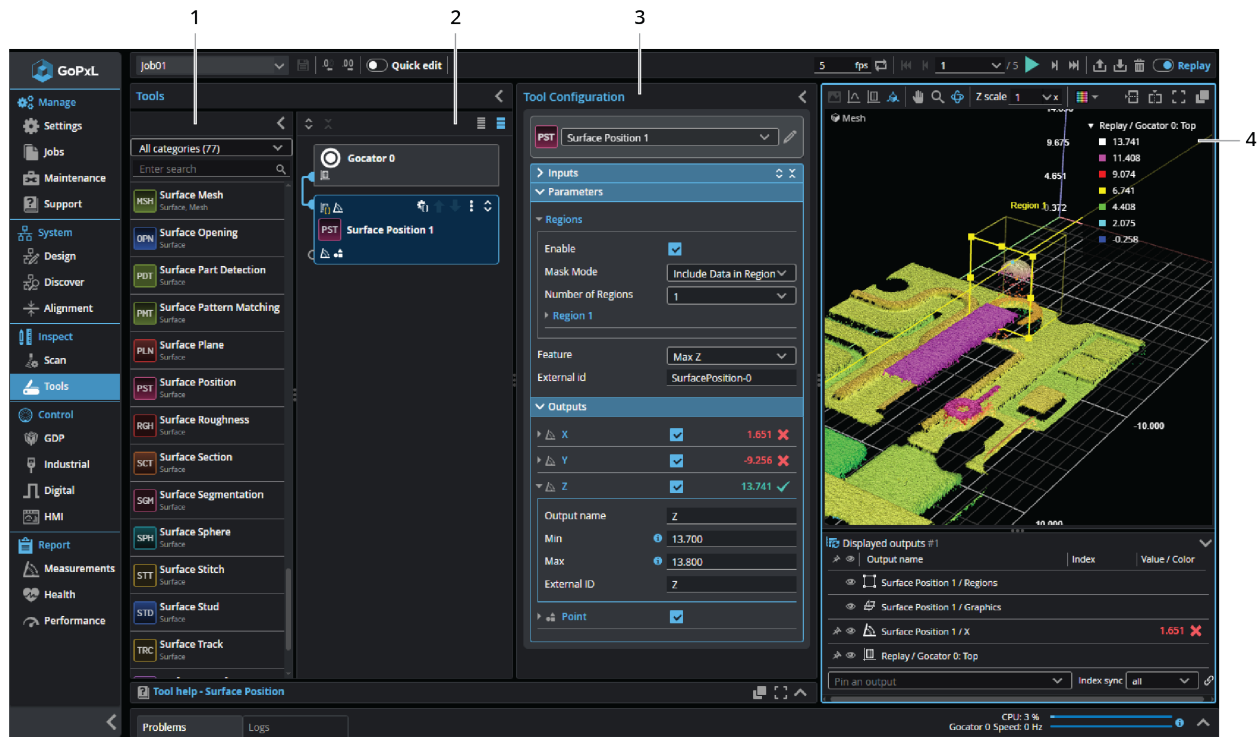 1
2
3
4
GoPxL
Manage
Settings
Jobs
Maintenance
Support
System
Design
Discover
Alignment
Inspect
Scan
Tools
Control
GDP
Industrial
Digital
HMI
Report
Measurements
Health
Performance
Job01
Quick edit
5 fps
1 / 5
Replay
Tools
All categories (77)
Enter search
MSH Surface Mesh
Surface, Mesh
OPN Surface Opening
Surface
PDT Surface Part Detection
Surface
PMT Surface Pattern Matching
Surface
PLN Surface Plane
Surface
PST Surface Position
Surface
RGH Surface Roughness
Surface
SCT Surface Section
Surface
SGM Surface Segmentation
Surface
SPH Surface Sphere
Surface
STT Surface Stitch
Surface
STD Surface Stud
Surface
TRC Surface Track
Surface
Gocator 0
PST Surface Position 1
Tool Configuration
PST Surface Position 1
Inputs
Parameters
Regions
Enable
Mask Mode Include Data in Region
Number of Regions 1
Region 1
Feature Max Z
External id SurfacePosition-0
Outputs
X 1.651
Y -9.256
Z 13.741
Output name Z
Min 13.700
Max 13.800
External ID Z
Point
Z scale 1 x
Mesh
9.675
4.651
0.372
Region 1
-10.000
10.000
Replay / Gocator 0: Top
13.741
11.408
9.074
6.741
4.408
2.075
-0.258
Displayed outputs #1
Output name Index Value / Color
Surface Position 1 / Regions
Surface Position 1 / Graphics
Surface Position 1 / X 1.651
Replay / Gocator 0: Top
Pin an output Index sync all
Tool help - Surface Position
Problems
Logs
CPU: 3 %
Gocator 0 Speed: 0 Hz